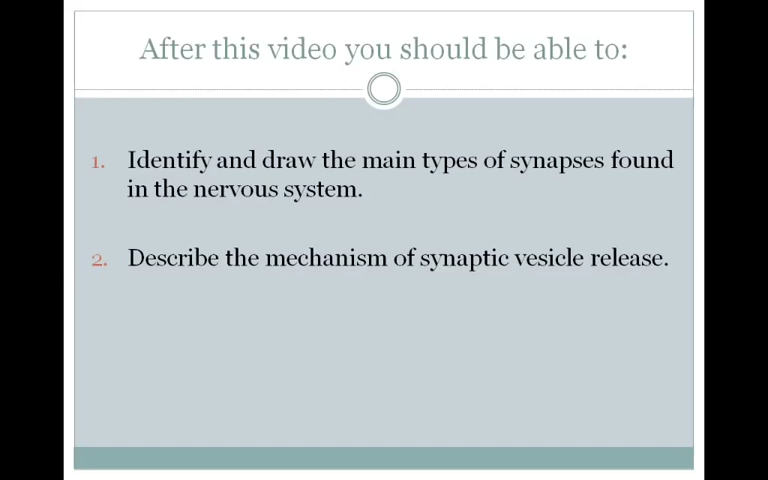 After this video you should be able to:
1. Identify and draw the main types of synapses found
in the nervous system.
2. Describe the mechanism of synaptic vesicle release.